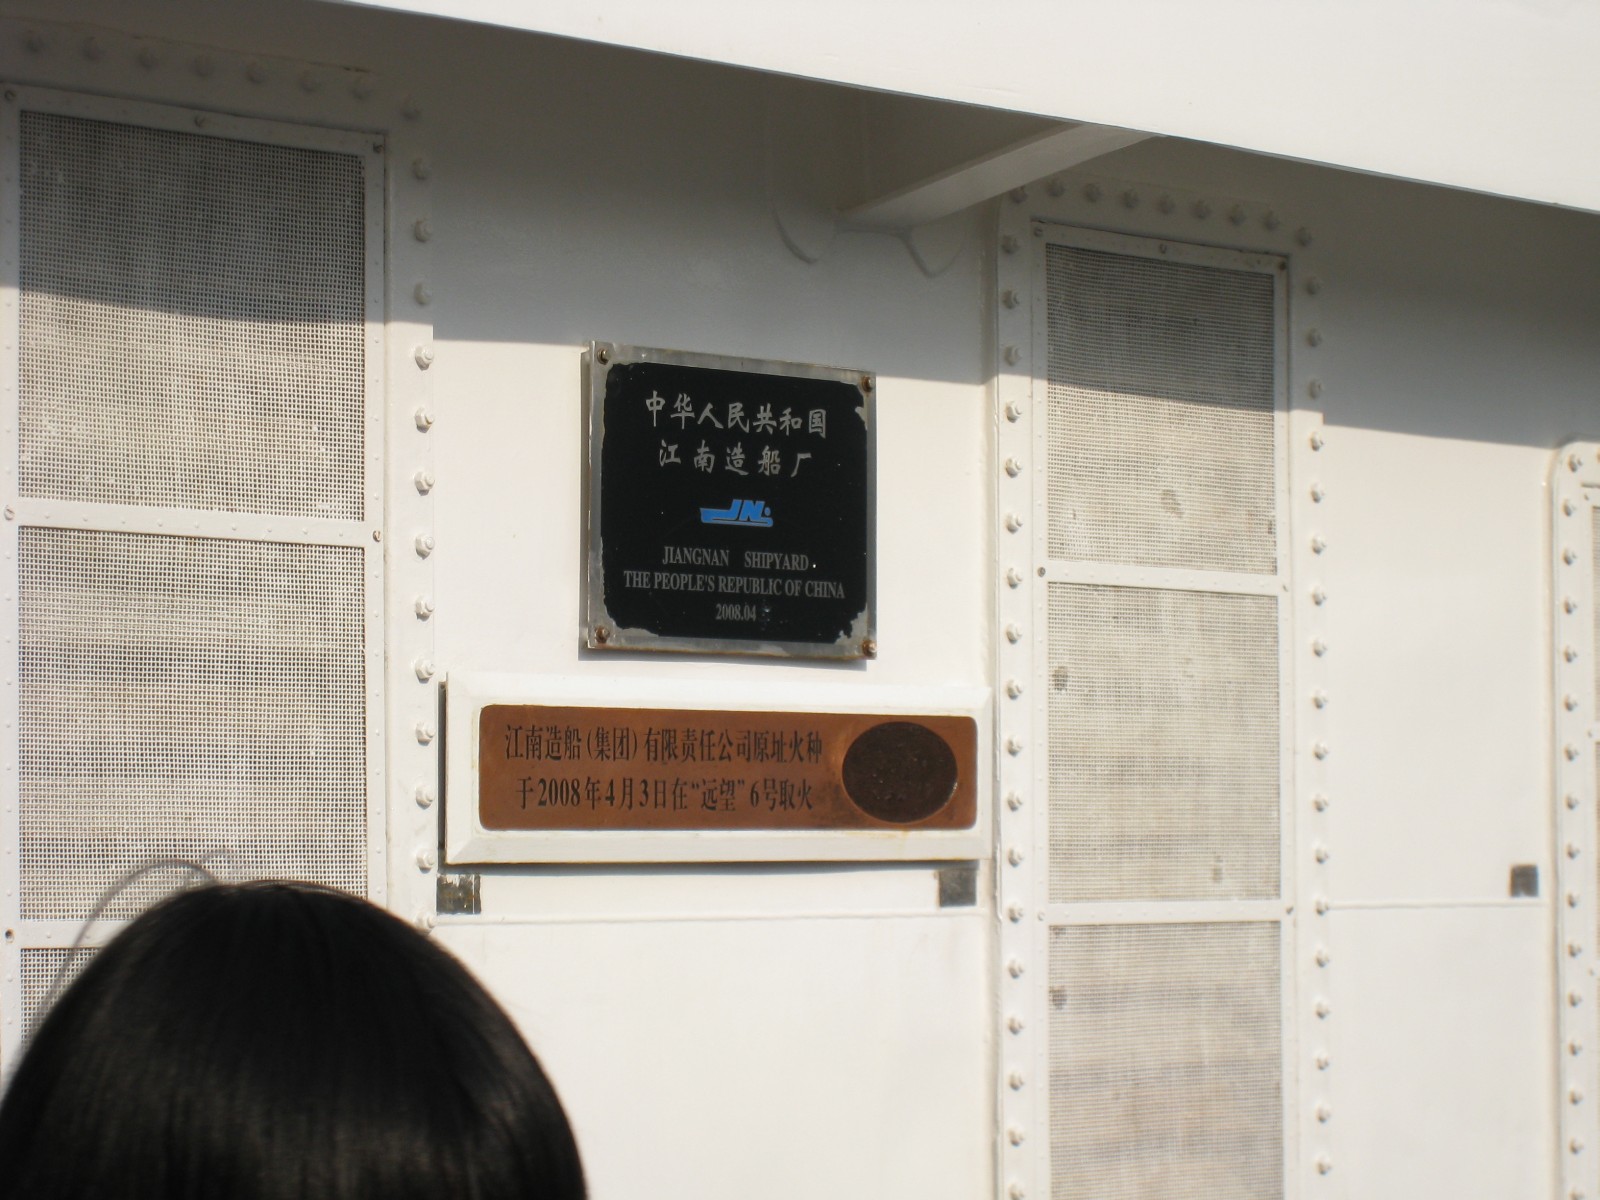 中华人民共和国
江南造船厂
JN
JIANGNAN SHIPYARD
THE PEOPLE'S REPUBLIC OF CHINA
2008.04
江南造船(集团)有限责任公司原址火种
于2008年4月3日在“远望”6号取火